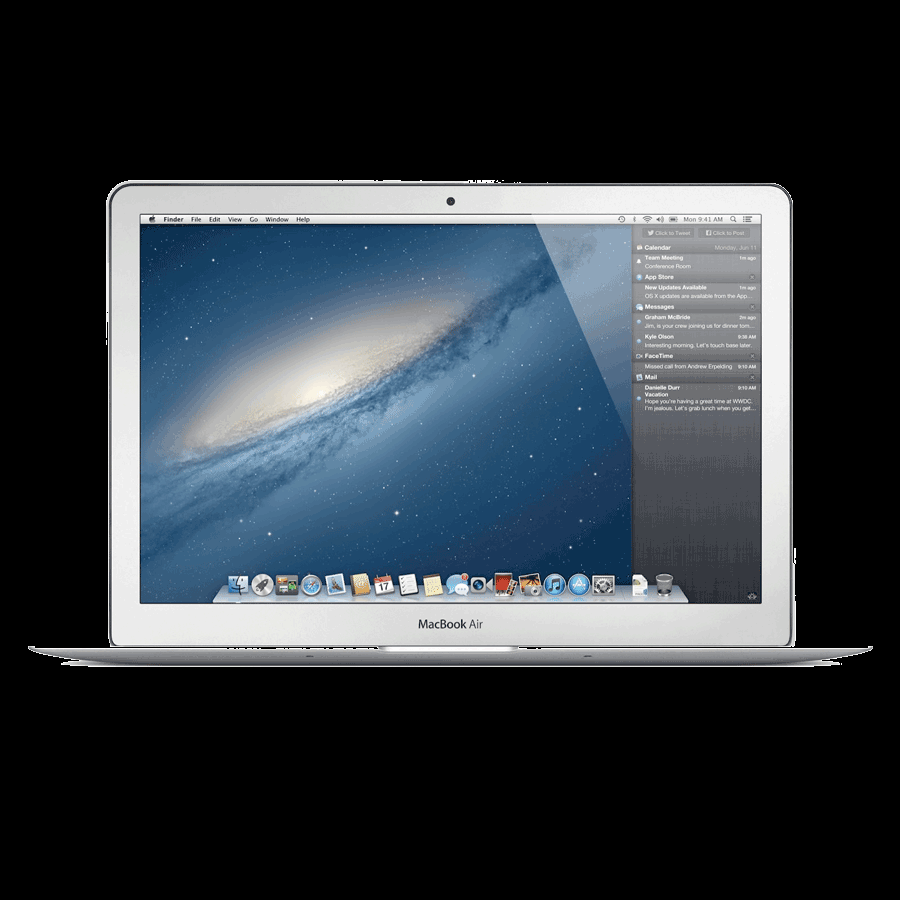 Finder File Edit View Go Window Help Mon 9:41 AM
Click to Tweet Click to Post
Calendar Monday, Jun 11
Team Meeting 1m ago
Conference Room
App Store
New Updates Available 1m ago
OS X updates are available from the App...
Messages
Graham McBride 2m ago
Jim, is your crew joining us for dinner tom...
Kyle Olson 9:38 AM
Interesting morning. Let's touch base later.
FaceTime
Missed call from Andrew Erpelding 9:10 AM
Mail
Danielle Durr 9:10 AM
Vacation
Hope you're having a great time at WWDC.
I'm jealous. Let's grab lunch when you get...
17
MacBook Air